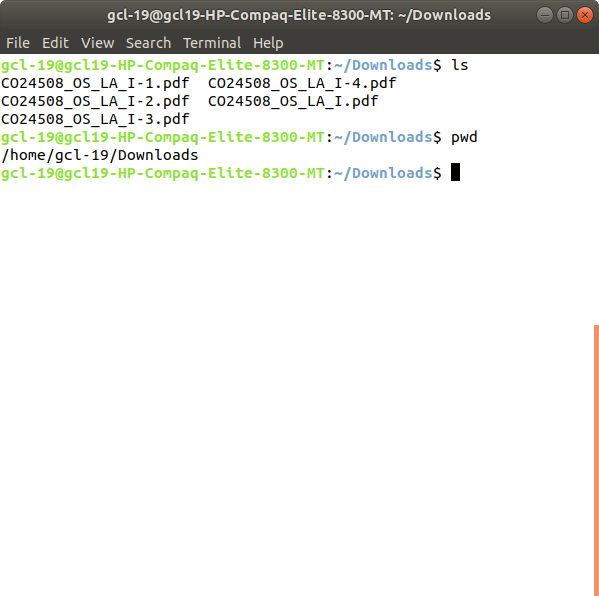 gcl-19@gcl19-HP-Compaq-Elite-8300-MT: ~/Downloads
File Edit View Search Terminal Help
gcl-19@gcl19-HP-Compaq-Elite-8300-MT:~/Downloads$ ls
CO24508_OS_LA_I-1.pdf  CO24508_OS_LA_I-4.pdf
CO24508_OS_LA_I-2.pdf  CO24508_OS_LA_I.pdf
CO24508_OS_LA_I-3.pdf
gcl-19@gcl19-HP-Compaq-Elite-8300-MT:~/Downloads$ pwd
/home/gcl-19/Downloads
gcl-19@gcl19-HP-Compaq-Elite-8300-MT:~/Downloads$